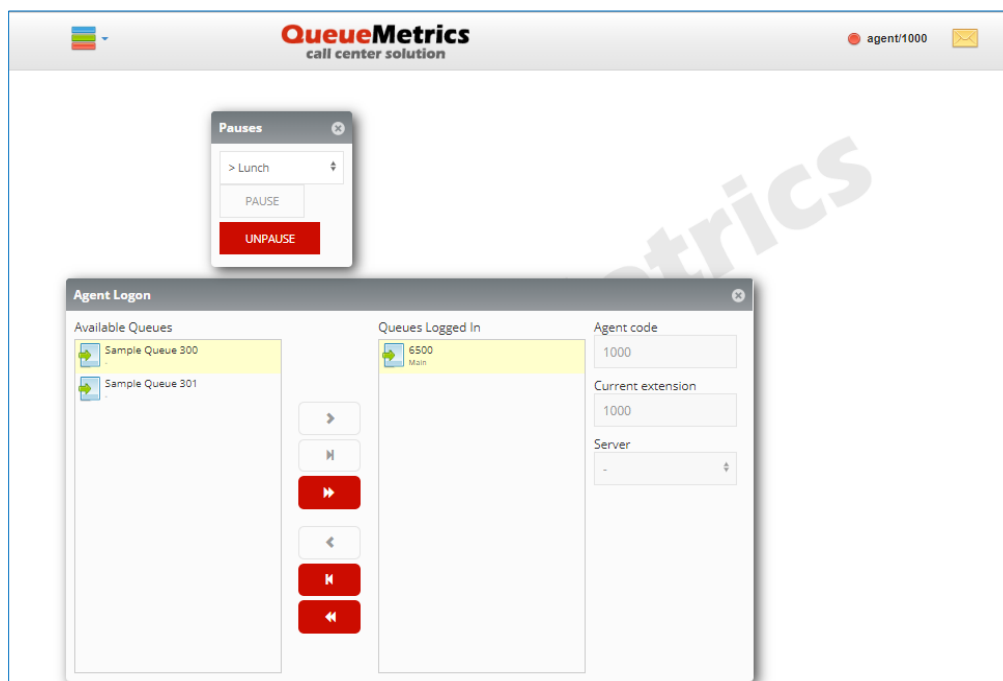 QueueMetrics
call center solution
agent/1000
Pauses
> Lunch
PAUSE
UNPAUSE
etrics
Agent Logon
Available Queues
Sample Queue 300
-
Sample Queue 301
-
Queues Logged In
6500
Main
Agent code
1000
Current extension
1000
Server
-